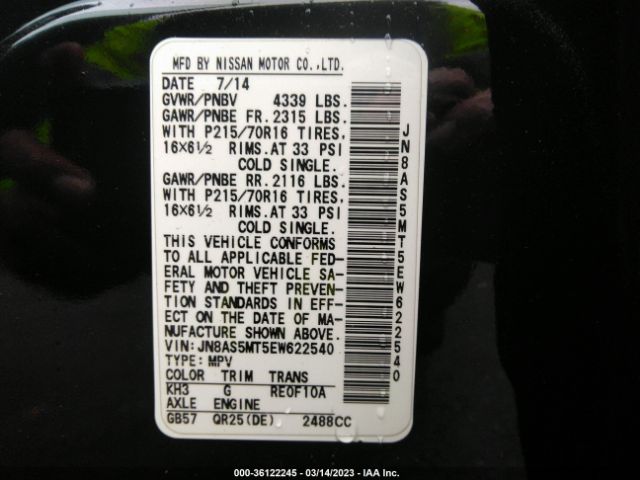 MFD BY NISSAN MOTOR CO.,LTD.
DATE 7/14
GVWR/PNBV 4339 LBS.
GAWR/PNBE FR.2315 LBS.
WITH P215/70R16 TIRES.
16X6½ RIMS.AT 33 PSI
COLD SINGLE.
GAWR/PNBE RR.2116 LBS.
WITH P215/70R16 TIRES.
16X6½ RIMS.AT 33 PSI
COLD SINGLE.
THIS VEHICLE CONFORMS
TO ALL APPLICABLE FED-
ERAL MOTOR VEHICLE SA-
FETY AND THEFT PREVEN-
TION STANDARDS IN EFF-
ECT ON THE DATE OF MA-
NUFACTURE SHOWN ABOVE.
VIN:JN8AS5MT5EW622540
TYPE:MPV
COLOR TRIM TRANS
KH3 G RE0F10A
AXLE ENGINE
GB57 QR25(DE) 2488CC
JN8AS5MT5EW622540
000-36122245 - 03/14/2023 - IAA Inc.